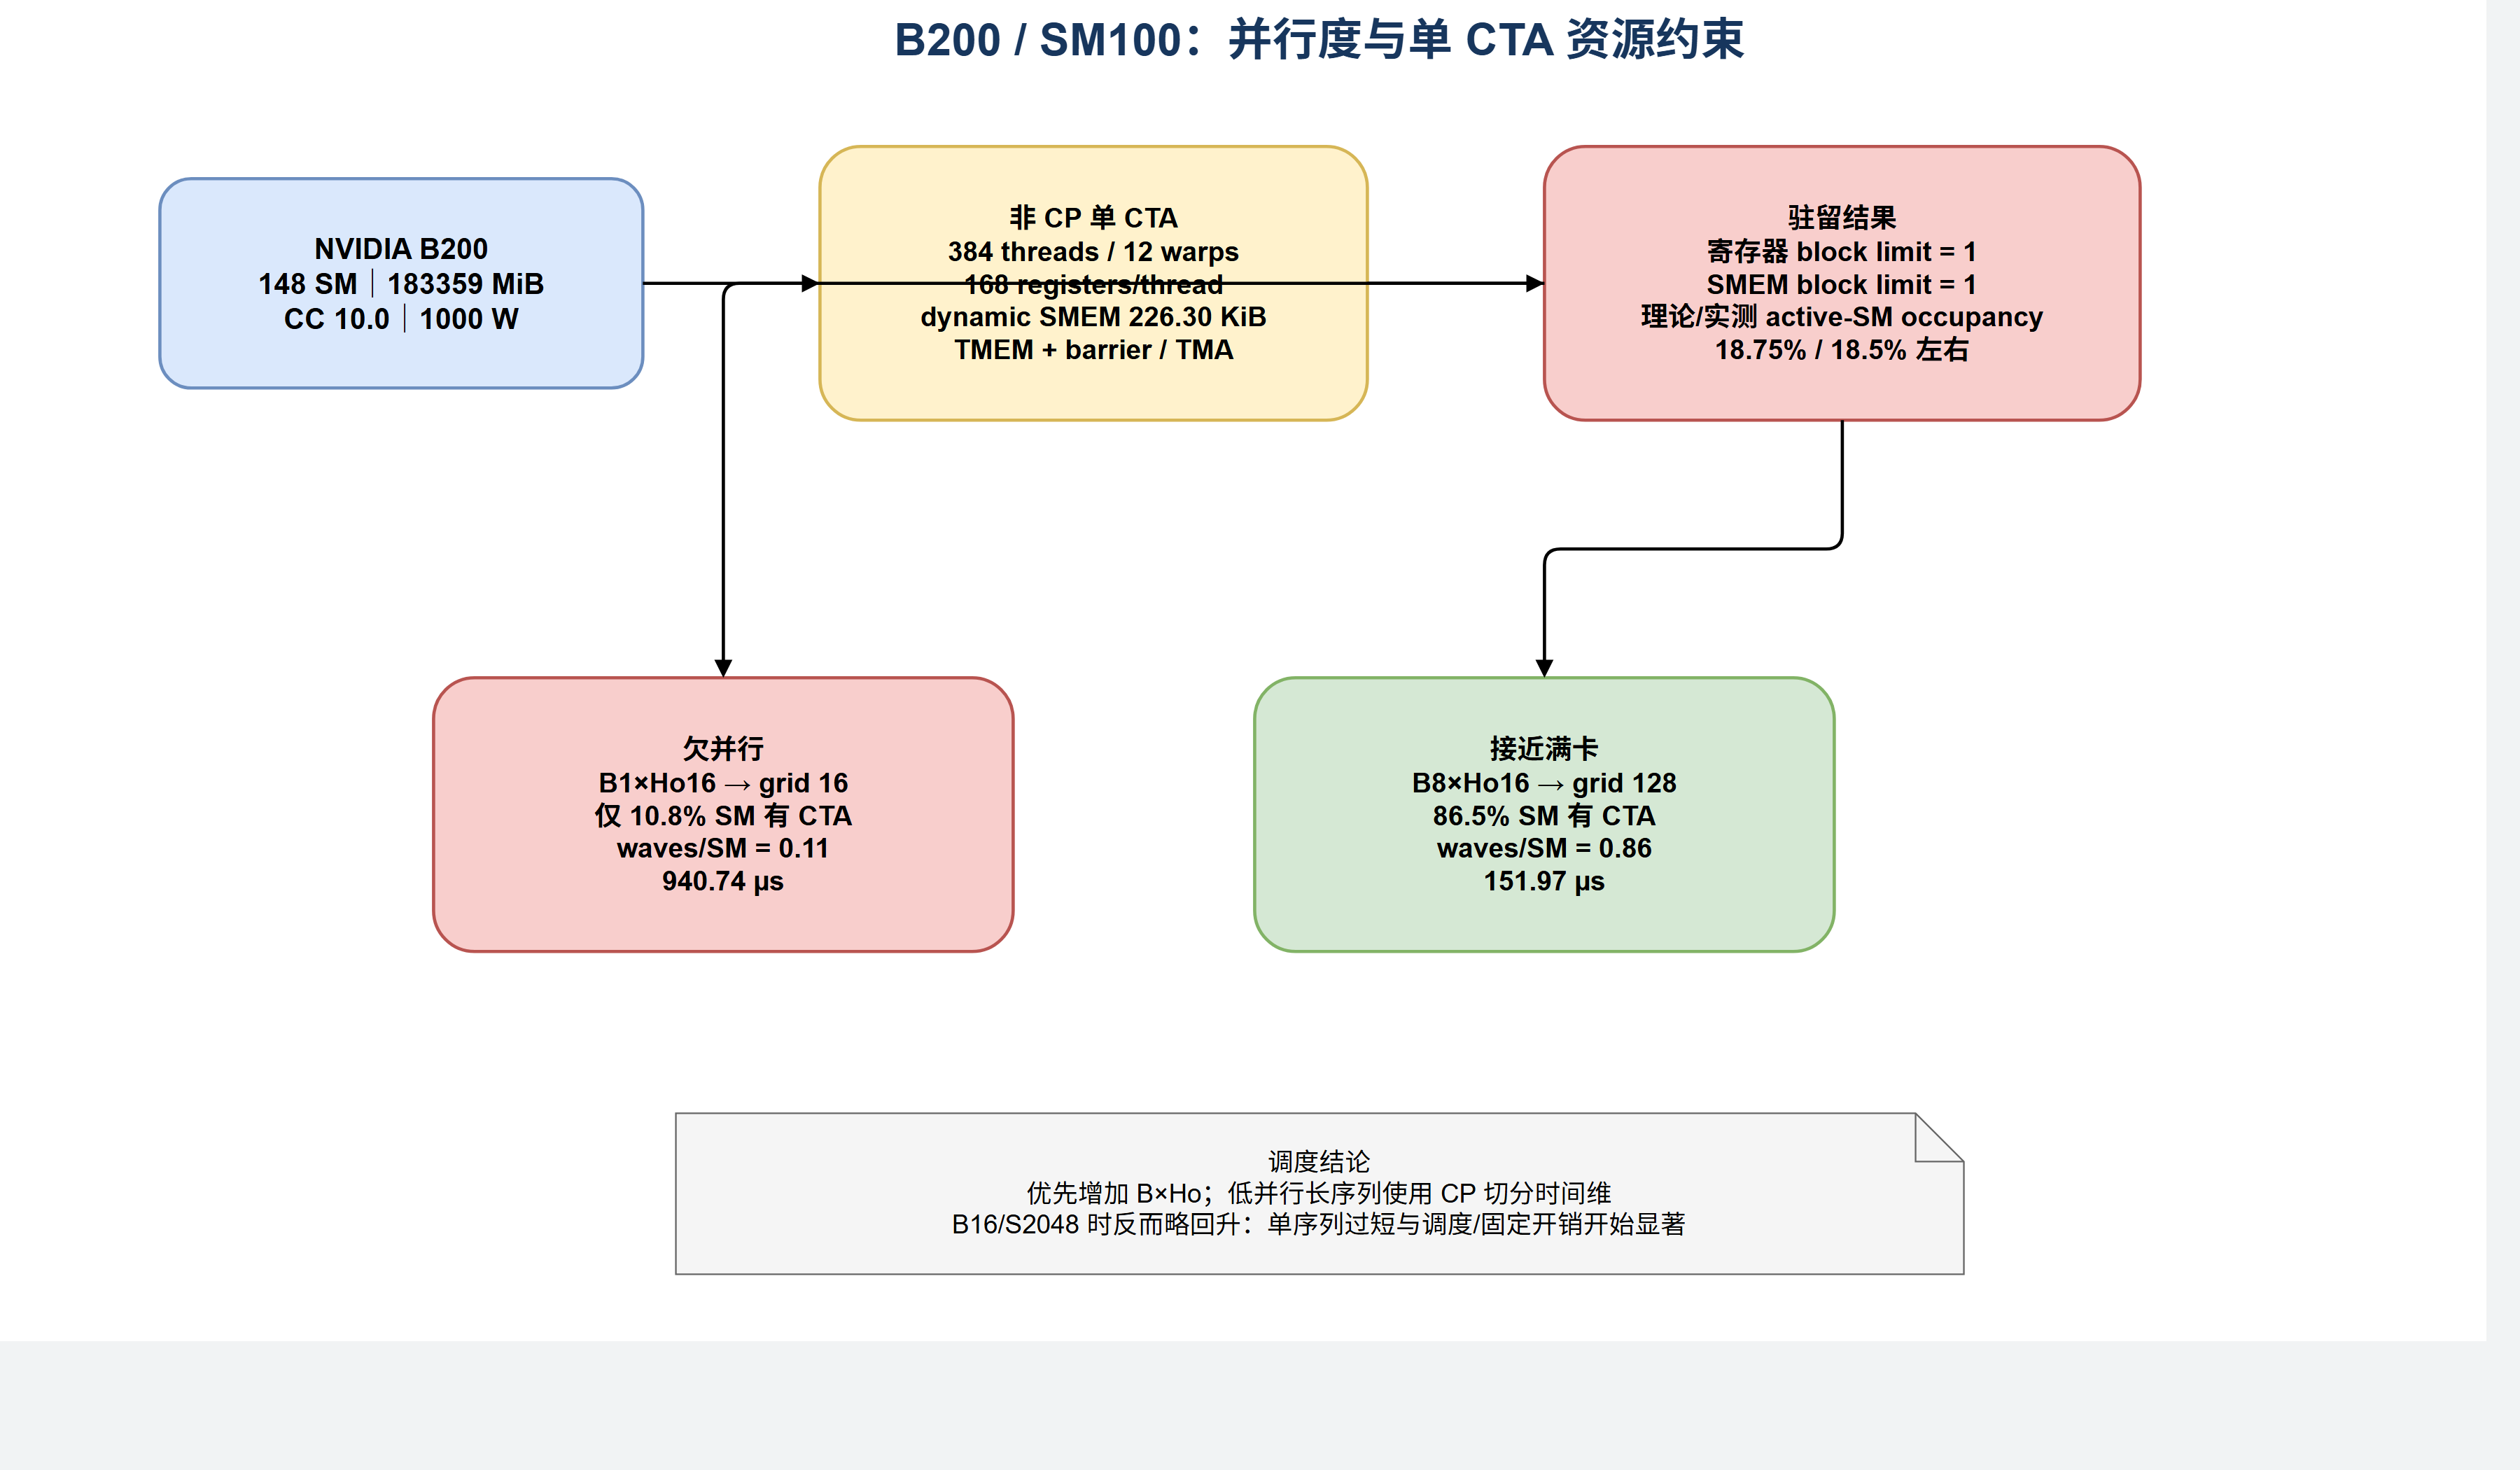 B200 / SM100：并行度与单 CTA 资源约束
NVIDIA B200
148 SM｜183359 MiB
CC 10.0｜1000 W
非 CP 单 CTA
384 threads / 12 warps
168 registers/thread
dynamic SMEM 226.30 KiB
TMEM + barrier / TMA
驻留结果
寄存器 block limit = 1
SMEM block limit = 1
理论/实测 active-SM occupancy
18.75% / 18.5% 左右
欠并行
B1×Ho16 → grid 16
仅 10.8% SM 有 CTA
waves/SM = 0.11
940.74 µs
接近满卡
B8×Ho16 → grid 128
86.5% SM 有 CTA
waves/SM = 0.86
151.97 µs
调度结论
优先增加 B×Ho；低并行长序列使用 CP 切分时间维
B16/S2048 时反而略回升：单序列过短与调度/固定开销开始显著